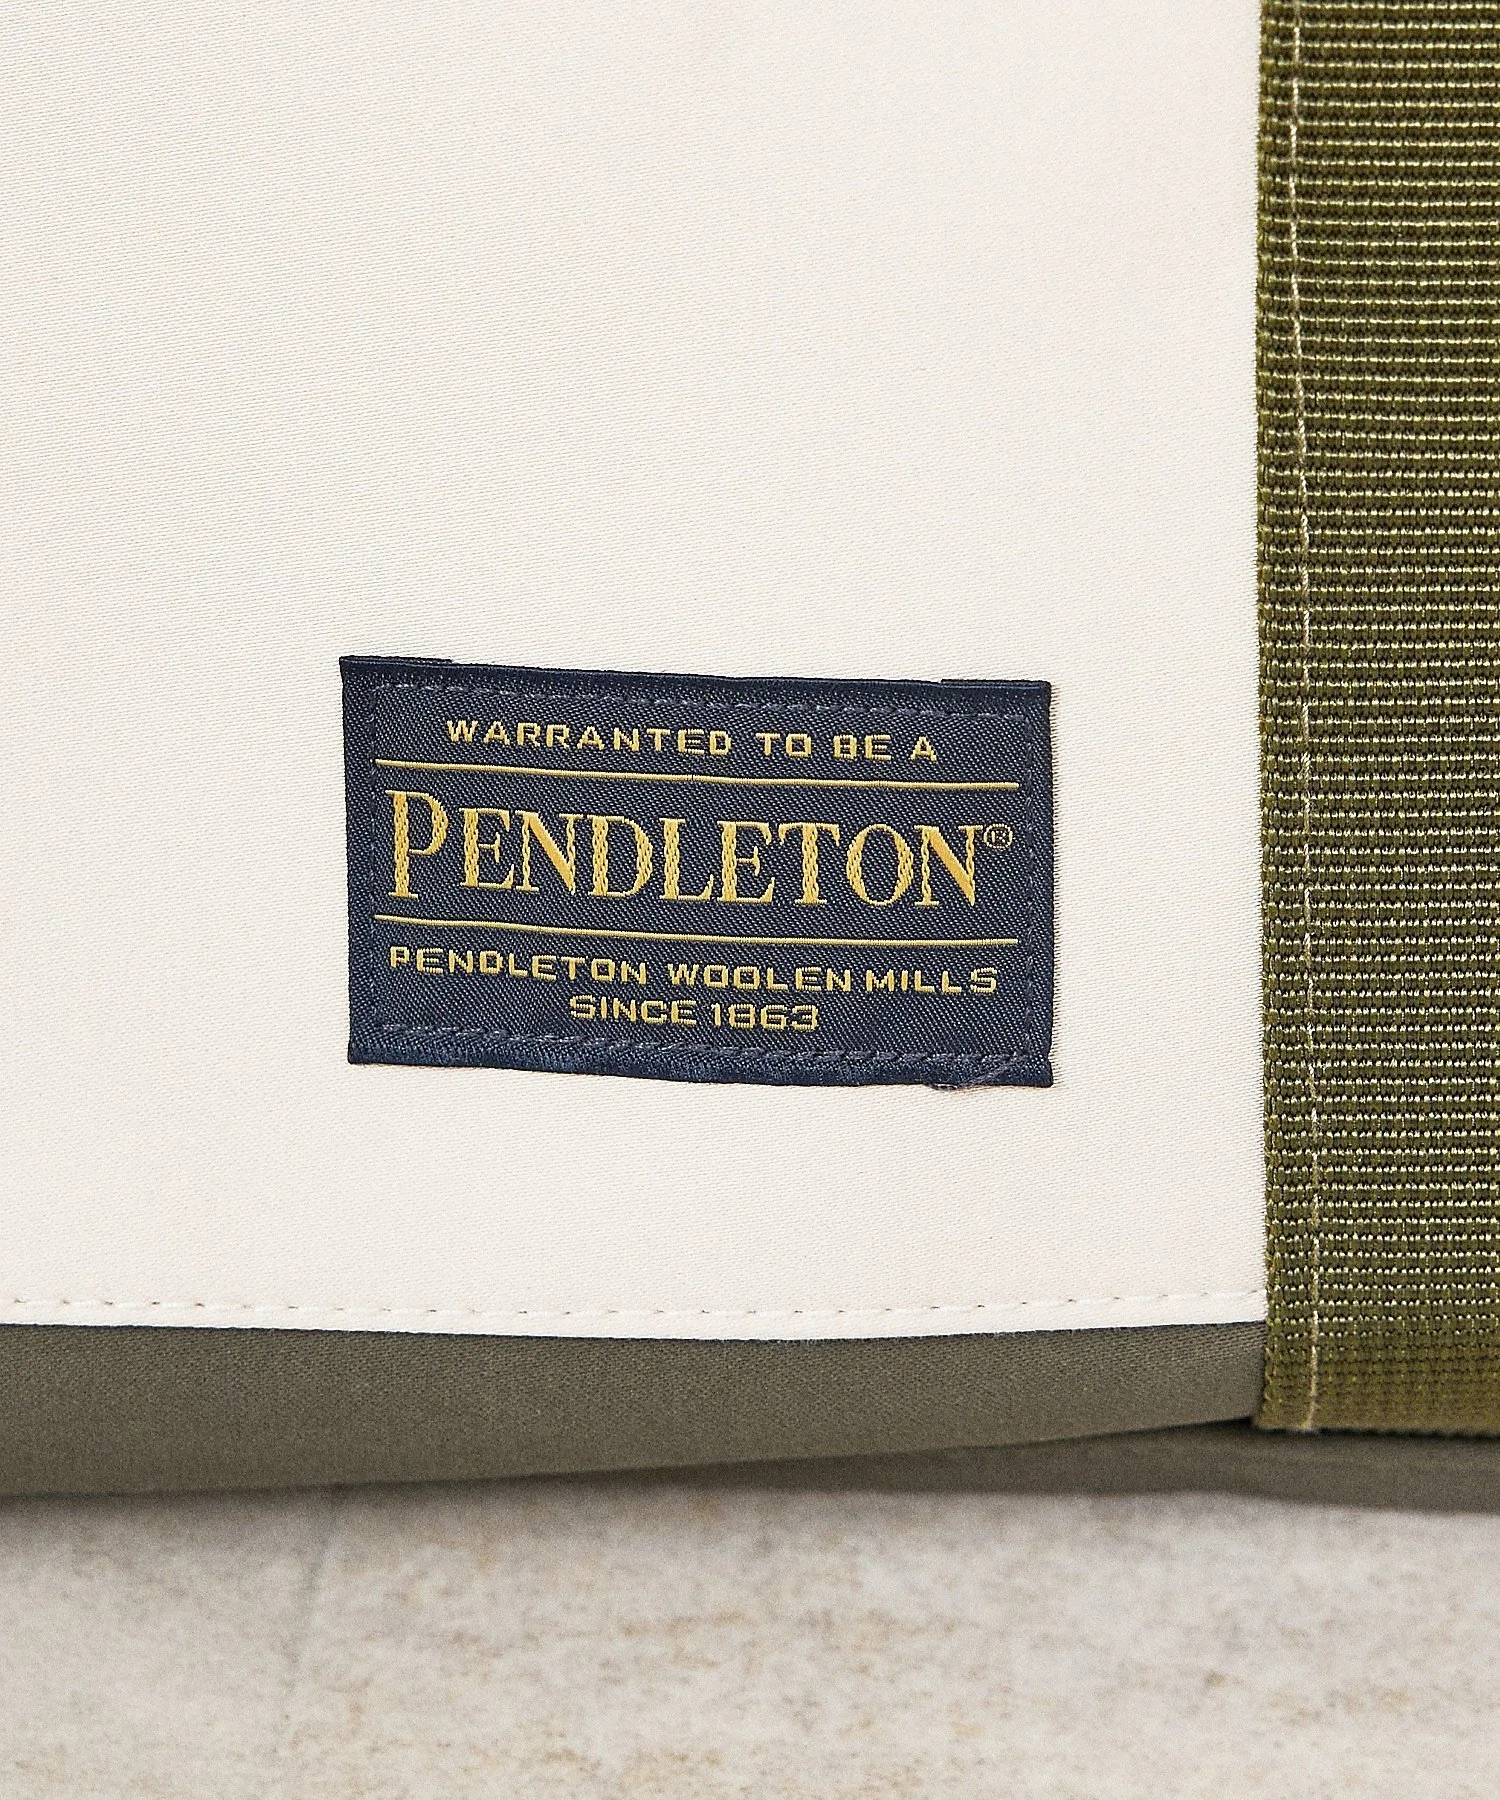 WARRANTED TO BE A
PENDLETON®
PENDLETON WOOLEN MILLS
SINCE 1863